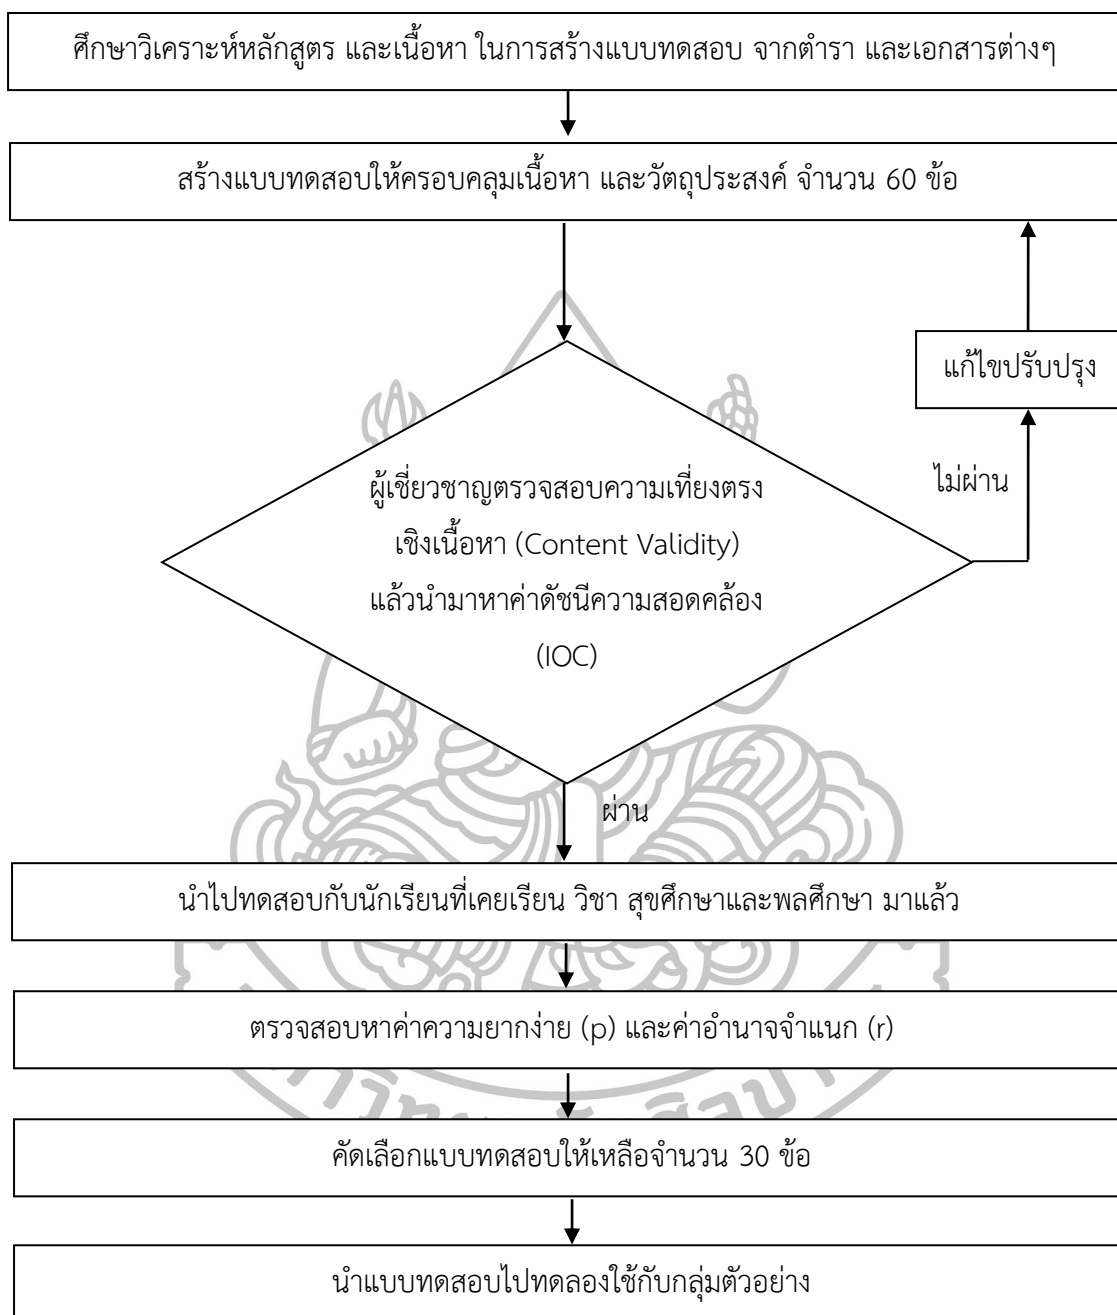 ศึกษาวิเคราะห์หลักสูตร และเนื้อหา ในการสร้างแบบทดสอบ จากตำรา และเอกสารต่างๆ
สร้างแบบทดสอบให้ครอบคลุมเนื้อหา และวัตถุประสงค์ จำนวน 60 ข้อ
แก้ไขปรับปรุง
ไม่ผ่าน
ผู้เชี่ยวชาญตรวจสอบความเที่ยงตรง
เชิงเนื้อหา (Content Validity)
แล้วนำมาหาค่าดัชนีความสอดคล้อง
(IOC)
ผ่าน
นำไปทดสอบกับนักเรียนที่เคยเรียน วิชา สุขศึกษาและพลศึกษา มาแล้ว
ตรวจสอบหาค่าความยากง่าย (p) และค่าอำนาจจำแนก (r)
คัดเลือกแบบทดสอบให้เหลือจำนวน 30 ข้อ
นำแบบทดสอบไปทดลองใช้กับกลุ่มตัวอย่าง